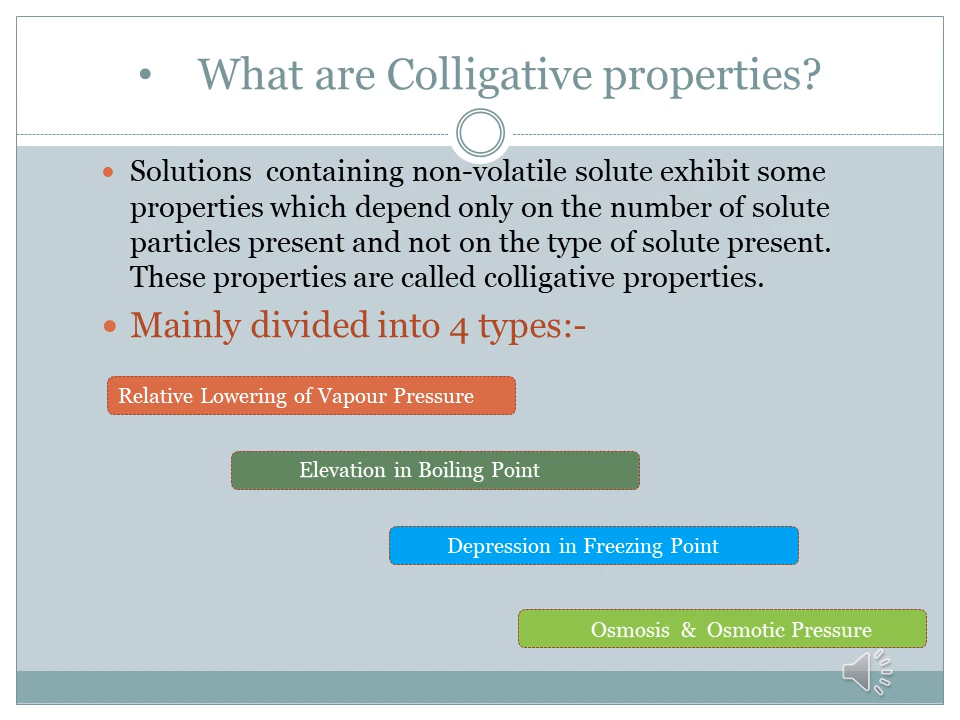 • What are Colligative properties?
• Solutions containing non-volatile solute exhibit some
properties which depend only on the number of solute
particles present and not on the type of solute present.
These properties are called colligative properties.
• Mainly divided into 4 types:-
Relative Lowering of Vapour Pressure
Elevation in Boiling Point
Depression in Freezing Point
Osmosis & Osmotic Pressure